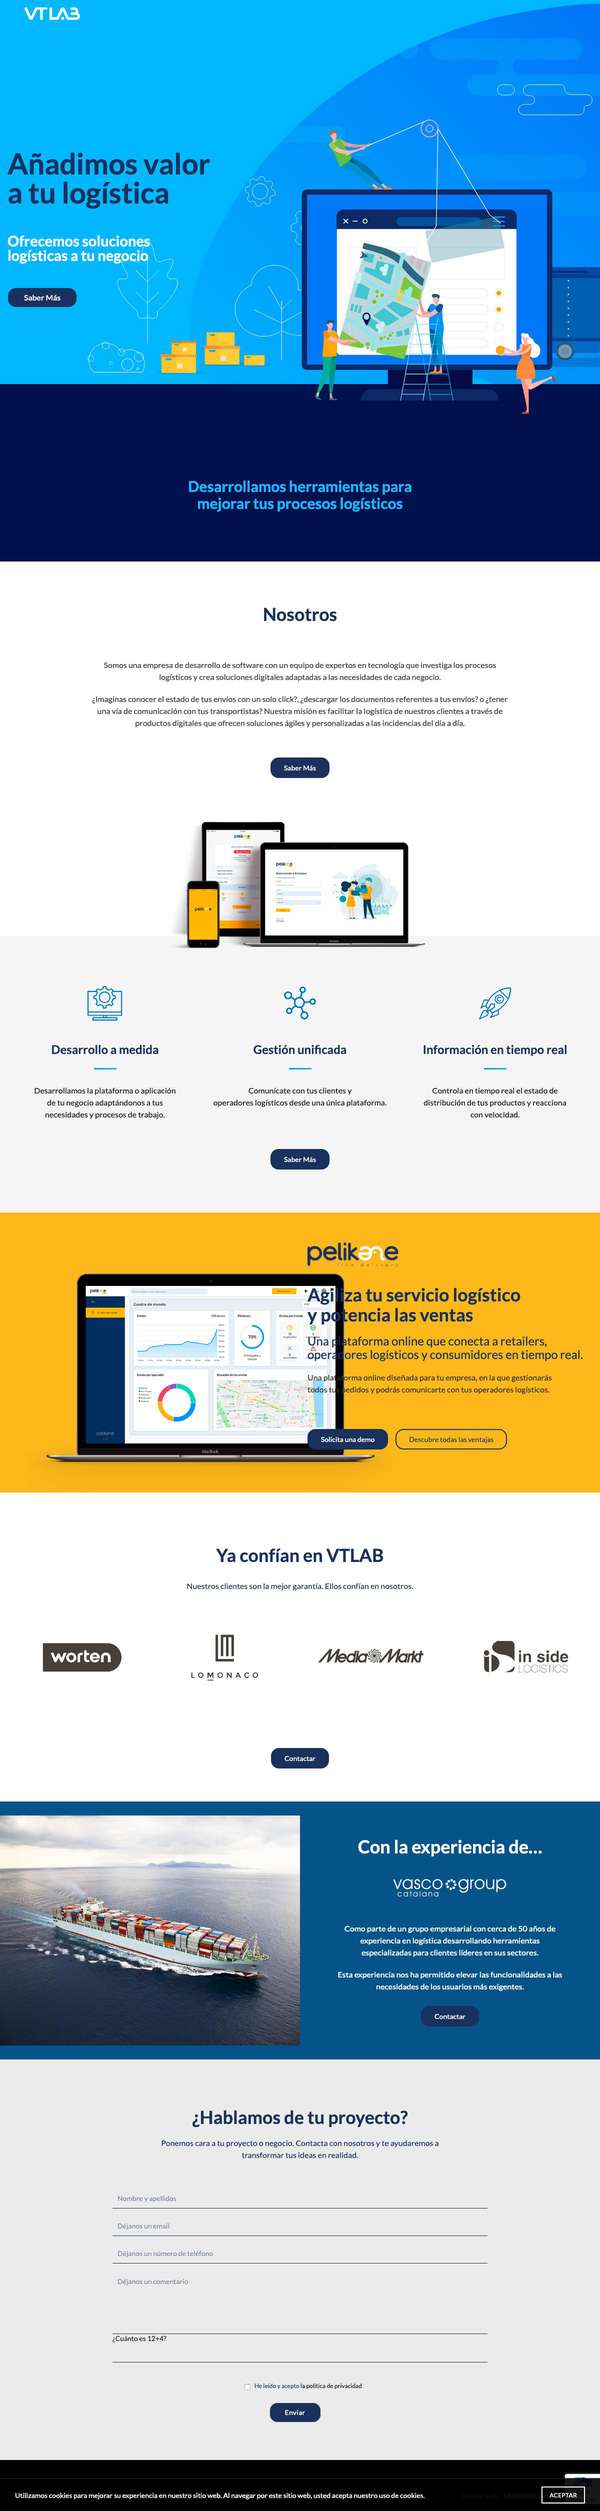 VTLAB
Añadimos valor
a tu logística
Ofrecemos soluciones
logísticas a tu negocio
Saber Más
Desarrollamos herramientas para
mejorar tus procesos logísticos
Nosotros
Somos una empresa de desarrollo de software con un equipo de expertos en tecnología que investiga los procesos
logísticos y crea soluciones digitales adaptadas a las necesidades de cada negocio.
¿Imaginas conocer el estado de tus envíos con un solo click?, ¿descargar los documentos referentes a tus envíos? o ¿tener
una vía de comunicación con tus transportistas? Nuestra misión es facilitar la logística de nuestros clientes a través de
productos digitales que ofrecen soluciones ágiles y personalizadas a las incidencias del día a día.
Saber Más
Desarrollo a medida
Desarrollamos la plataforma o aplicación
de tu negocio adaptándonos a tus
necesidades y procesos de trabajo.
Gestión unificada
Comunícate con tus clientes y
operadores logísticos desde una única plataforma.
Información en tiempo real
Controla en tiempo real el estado de
distribución de tus productos y reacciona
con velocidad.
Saber Más
pelikane
Agiliza tu servicio logístico
y potencia las ventas
Una plataforma online que conecta a retailers,
operadores logísticos y consumidores en tiempo real.
Una plataforma online diseñada para tu empresa, en la que gestionarás
todos tus pedidos y podrás comunicarte con tus operadores logísticos.
Solicita una demo
Descubre todas las ventajas
Cuadro de mando
70%
MacBook
Ya confían en VTLAB
Nuestros clientes son la mejor garantía. Ellos confían en nosotros.
worten
LM
LOMONACO
Media Markt
is in side
LOGISTICS
Contactar
Con la experiencia de...
vasco group
catalana
Como parte de un grupo empresarial con cerca de 50 años de
experiencia en logística desarrollando herramientas
especializadas para clientes líderes en sus sectores.
Esta experiencia nos ha permitido elevar las funcionalidades a las
necesidades de los usuarios más exigentes.
Contactar
¿Hablamos de tu proyecto?
Ponemos cara a tu proyecto o negocio. Contacta con nosotros y te ayudaremos a
transformar tus ideas en realidad.
Nombre y apellidos
Déjanos un email
Déjanos un número de teléfono
Déjanos un comentario
¿Cuánto es 12+4?
He leído y acepto la política de privacidad
Enviar
Utilizamos cookies para mejorar su experiencia en nuestro sitio web. Al navegar por este sitio web, usted acepta nuestro uso de cookies.
ACEPTAR